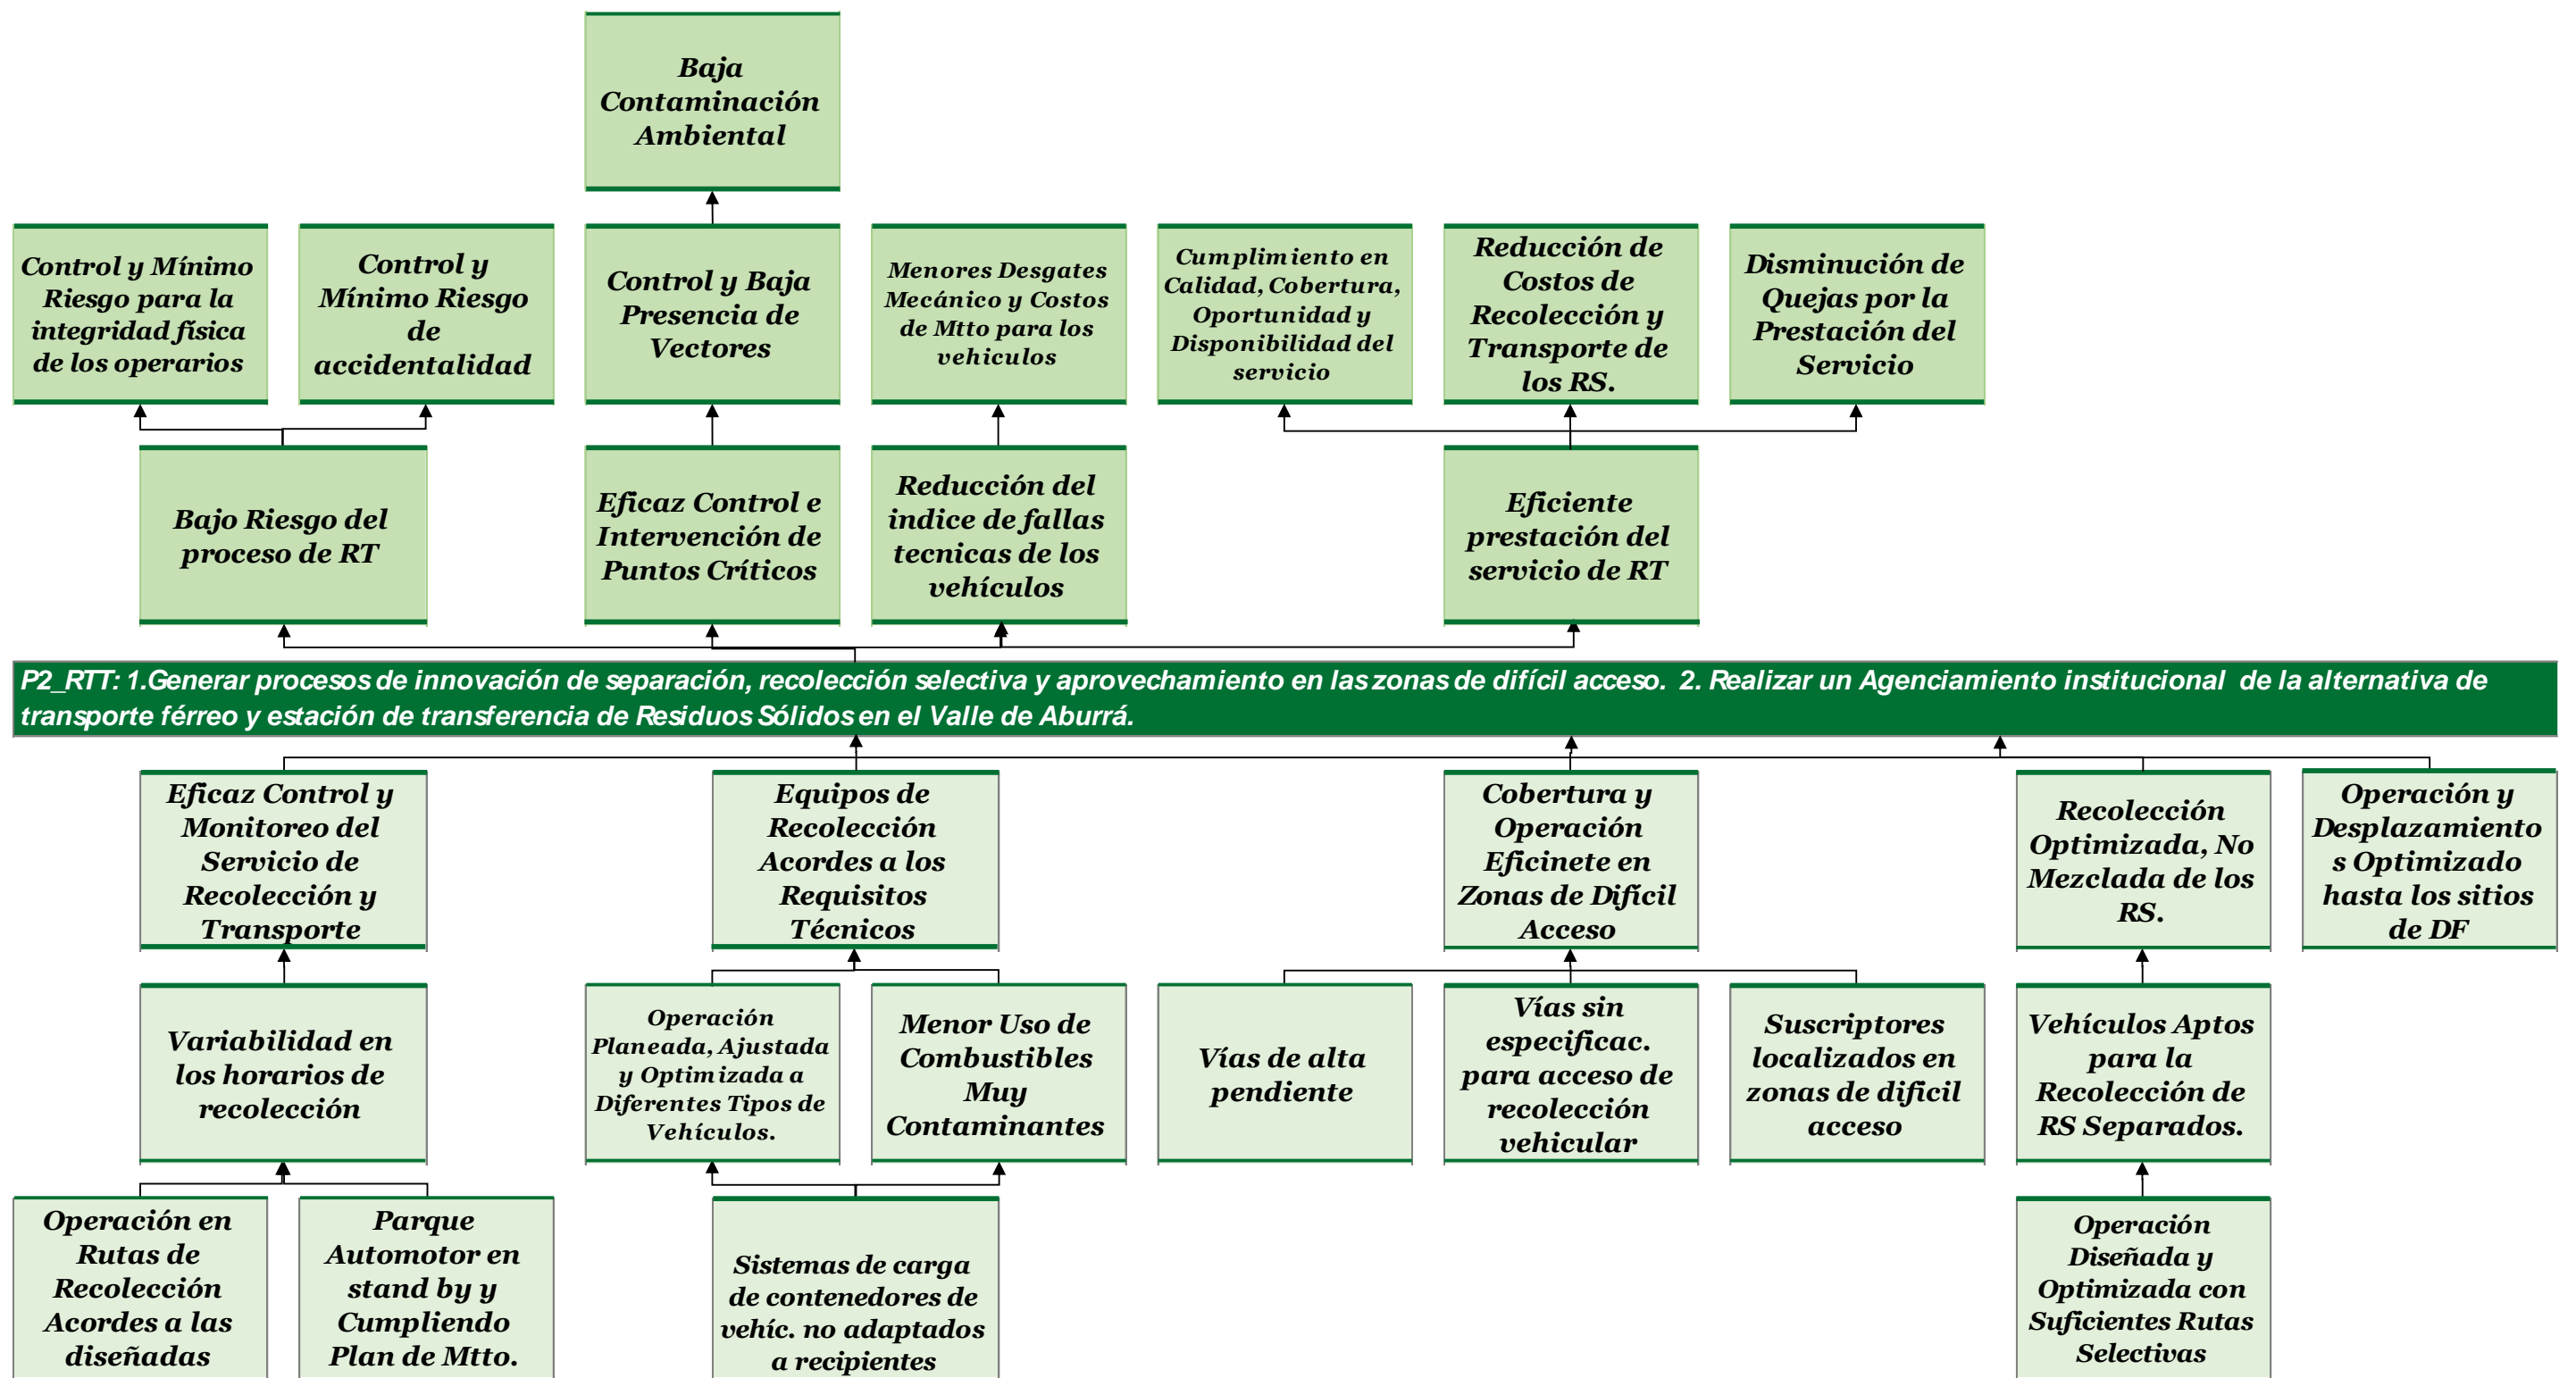 Baja
Contaminación
Ambiental
Control y Mínimo
Riesgo para la
integridad física
de los operarios
Control y
Mínimo Riesgo
de
accidentalidad
Control y Baja
Presencia de
Vectores
Menores Desgates
Mecánico y Costos
de Mtto para los
vehiculos
Cumplimiento en
Calidad, Cobertura,
Oportunidad y
Disponibilidad del
servicio
Reducción de
Costos de
Recolección y
Transporte de
los RS.
Disminución de
Quejas por la
Prestación del
Servicio
Bajo Riesgo del
proceso de RT
Eficaz Control e
Intervención de
Puntos Críticos
Reducción del
indice de fallas
tecnicas de los
vehículos
Eficiente
prestación del
servicio de RT
P2_RTT: 1.Generar procesos de innovación de separación, recolección selectiva y aprovechamiento en las zonas de difícil acceso. 2. Realizar un Agenciamiento institucional de la alternativa de
transporte férreo y estación de transferencia de Residuos Sólidos en el Valle de Aburrá.
Eficaz Control y
Monitoreo del
Servicio de
Recolección y
Transporte
Equipos de
Recolección
Acordes a los
Requisitos
Técnicos
Cobertura y
Operación
Eficinete en
Zonas de Dificil
Acceso
Recolección
Optimizada, No
Mezclada de los
RS.
Operación y
Desplazamiento
s Optimizado
hasta los sitios
de DF
Variabilidad en
los horarios de
recolección
Operación
Planeada, Ajustada
y Optimizada a
Diferentes Tipos de
Vehículos.
Menor Uso de
Combustibles
Muy
Contaminantes
Vías de alta
pendiente
Vías sin
especificac.
para acceso de
recolección
vehicular
Suscriptores
localizados en
zonas de dificil
acceso
Vehículos Aptos
para la
Recolección de
RS Separados.
Operación en
Rutas de
Recolección
Acordes a las
diseñadas
Parque
Automotor en
stand by y
Cumpliendo
Plan de Mtto.
Sistemas de carga
de contenedores de
vehíc. no adaptados
a recipientes
Operación
Diseñada y
Optimizada con
Suficientes Rutas
Selectivas